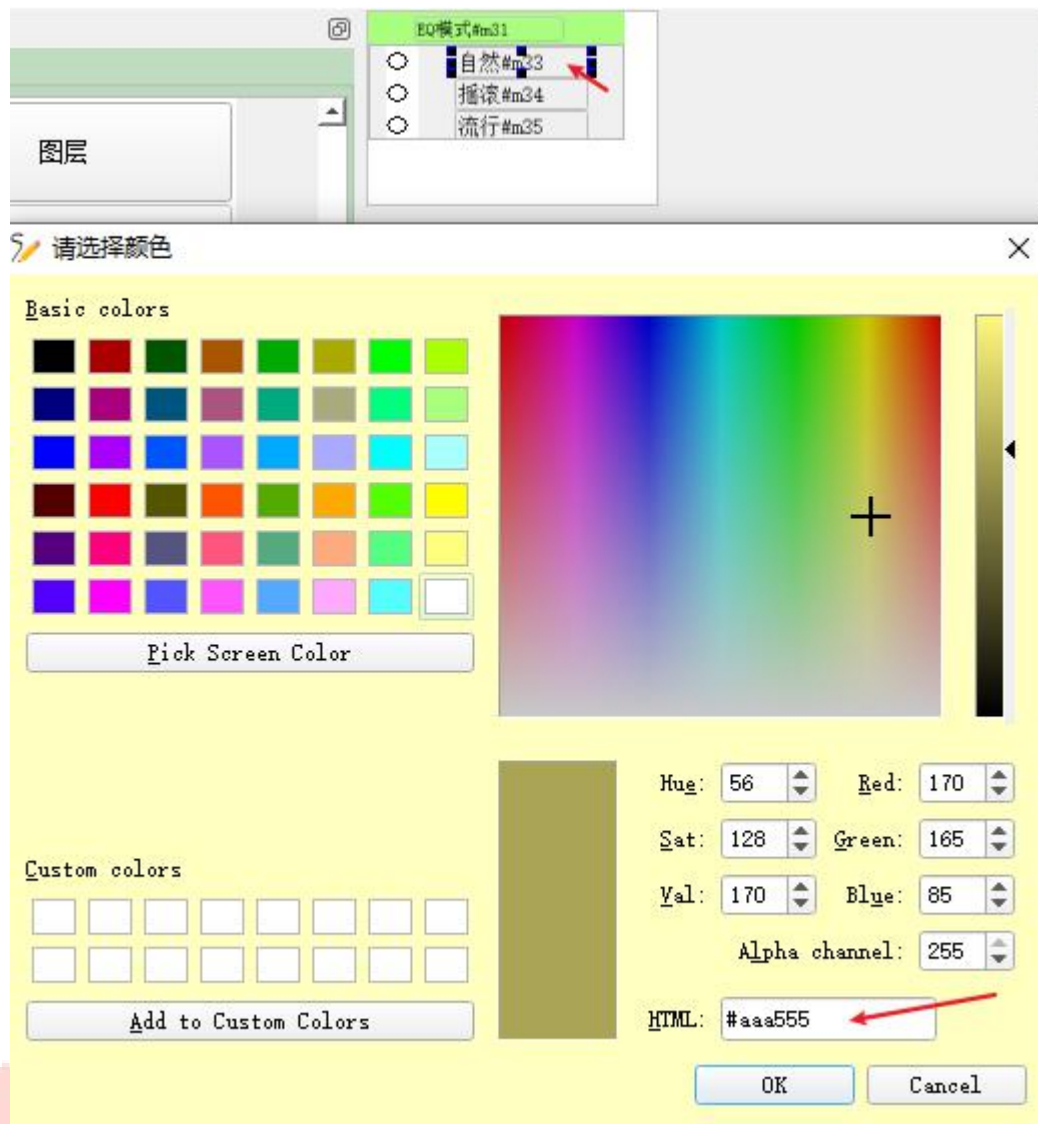 EQ模式#m31
自然#m33
摇滚#m34
流行#m35
图层
请选择颜色
Basic colors
Pick Screen Color
Hue: 56 Red: 170
Sat: 128 Green: 165
Custom colors
Val: 170 Blue: 85
Alpha channel: 255
Add to Custom Colors
HTML: #aaa555
OK Cancel